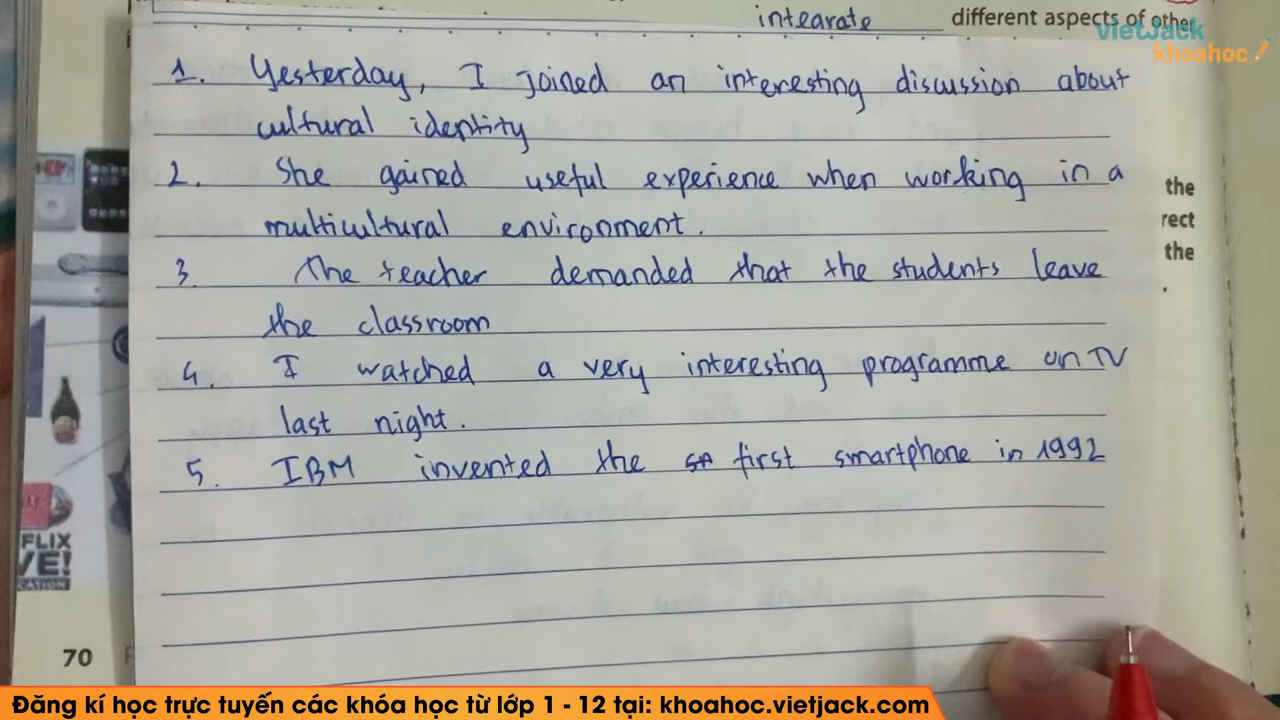 intearate different aspects of other
vietJack
khoahoc
1. Yesterday, I joined an interesting discussion about
cultural identity
2. She gained useful experience when working in a
multicultural environment.
3. The teacher demanded that the students leave
the classroom
4. I watched a very interesting programme on TV
last night.
5. IBM invented the first smartphone in 1992
the
rect
the
.
FLIX
VE!
70
Đăng kí học trực tuyến các khóa học từ lớp 1 - 12 tại: khoahoc.vietjack.com